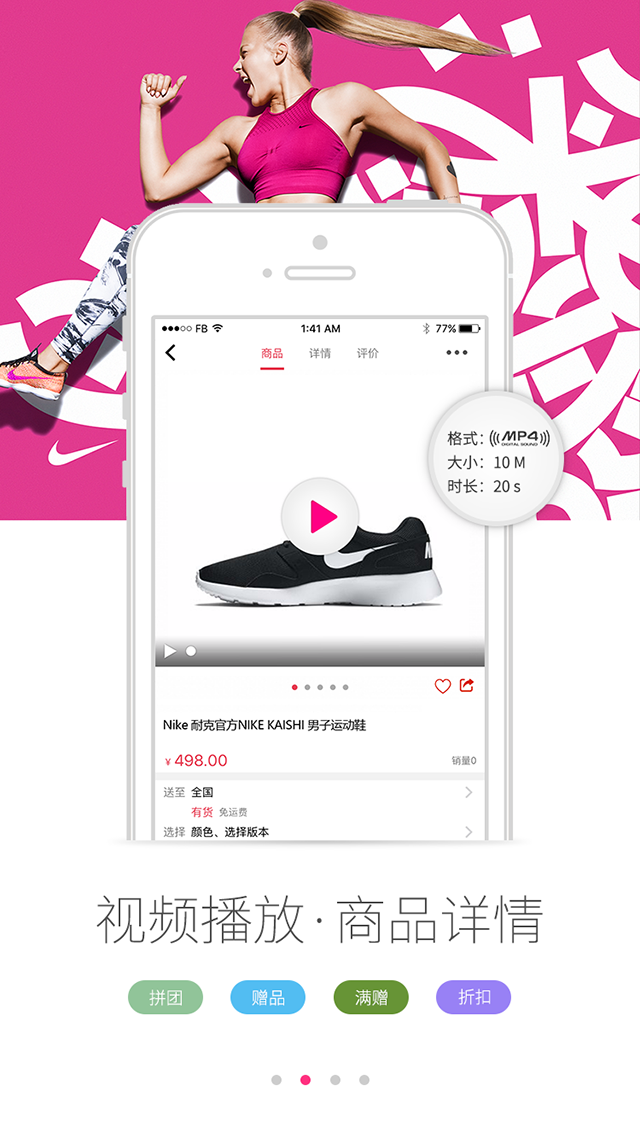 ●●●○○ FB 1:41 AM 77%
商品 详情 评价 •••
格式: MP4
DIGITAL SOUND
大小: 10 M
时长: 20 s
Nike 耐克官方NIKE KAISHI 男子运动鞋
¥ 498.00 销量0
送至 全国
有货 免运费
选择 颜色、选择版本
视频播放·商品详情
拼团 赠品 满赠 折扣